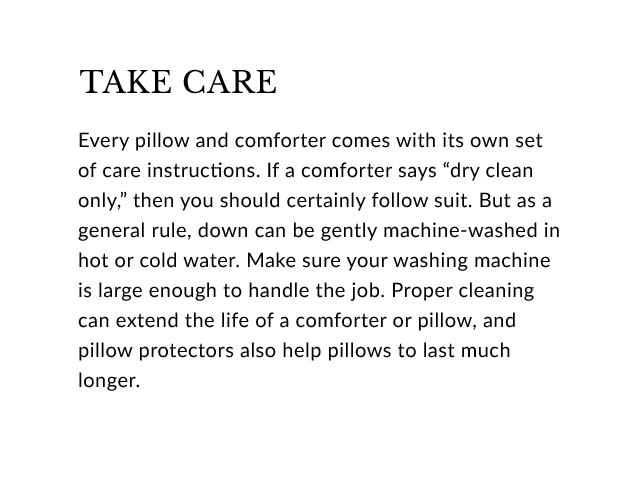 TAKE CARE
Every pillow and comforter comes with its own set
of care instructions. If a comforter says “dry clean
only,” then you should certainly follow suit. But as a
general rule, down can be gently machine-washed in
hot or cold water. Make sure your washing machine
is large enough to handle the job. Proper cleaning
can extend the life of a comforter or pillow, and
pillow protectors also help pillows to last much
longer.